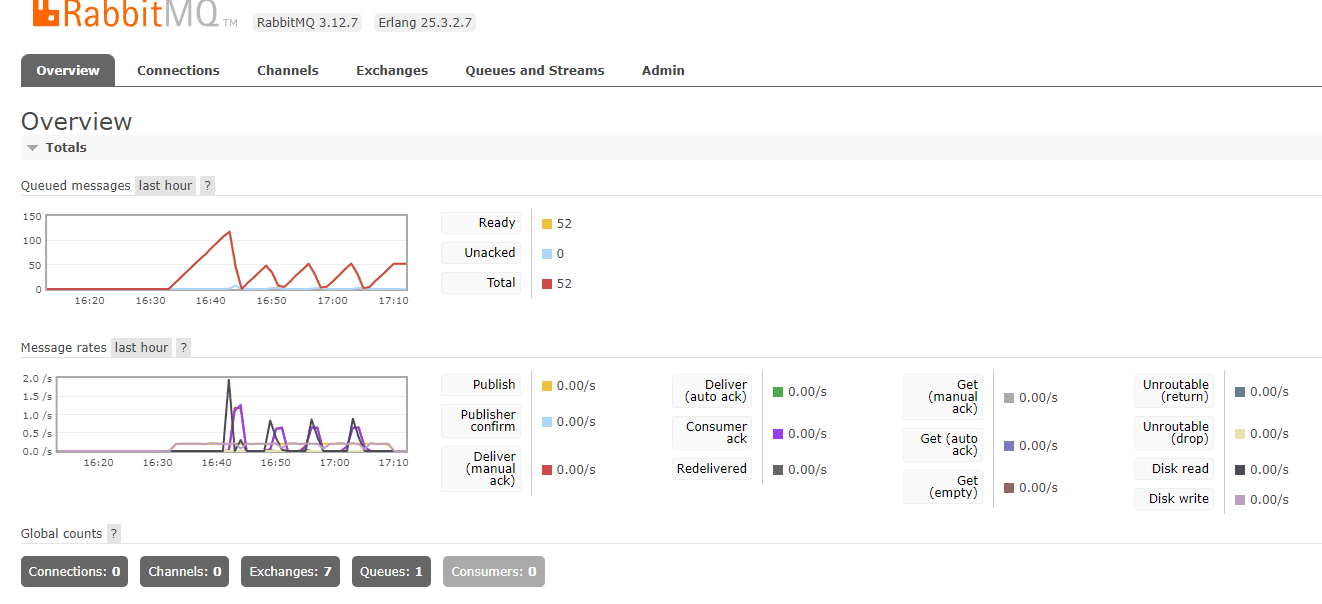 RabbitMQ TM RabbitMQ 3.12.7 Erlang 25.3.2.7
Overview Connections Channels Exchanges Queues and Streams Admin
Overview
Totals
Queued messages last hour ?
150
100
50
0
16:20 16:30 16:40 16:50 17:00 17:10
Ready 52
Unacked 0
Total 52
Message rates last hour ?
2.0 /s
1.5 /s
1.0 /s
0.5 /s
0.0 /s
16:20 16:30 16:40 16:50 17:00 17:10
Publish 0.00/s
Publisher
confirm 0.00/s
Deliver
(manual
ack) 0.00/s
Deliver
(auto ack) 0.00/s
Consumer
ack 0.00/s
Redelivered 0.00/s
Get
(manual
ack) 0.00/s
Get (auto
ack) 0.00/s
Get
(empty) 0.00/s
Unroutable
(return) 0.00/s
Unroutable
(drop) 0.00/s
Disk read 0.00/s
Disk write 0.00/s
Global counts ?
Connections: 0 Channels: 0 Exchanges: 7 Queues: 1 Consumers: 0